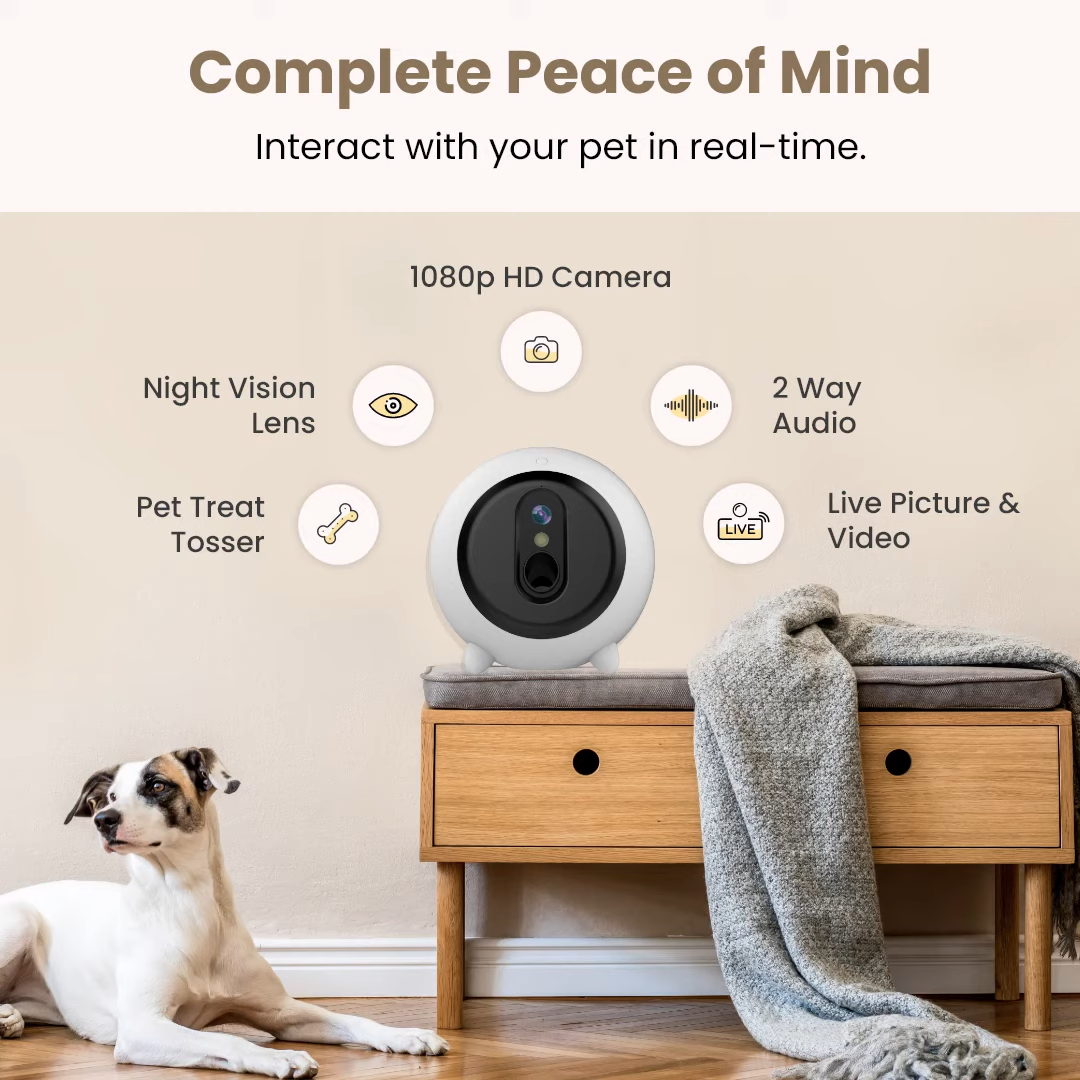 Complete Peace of Mind
Interact with your pet in real-time.
1080p HD Camera
Night Vision
Lens
2 Way
Audio
Pet Treat
Tosser
LIVE
Live Picture &
Video